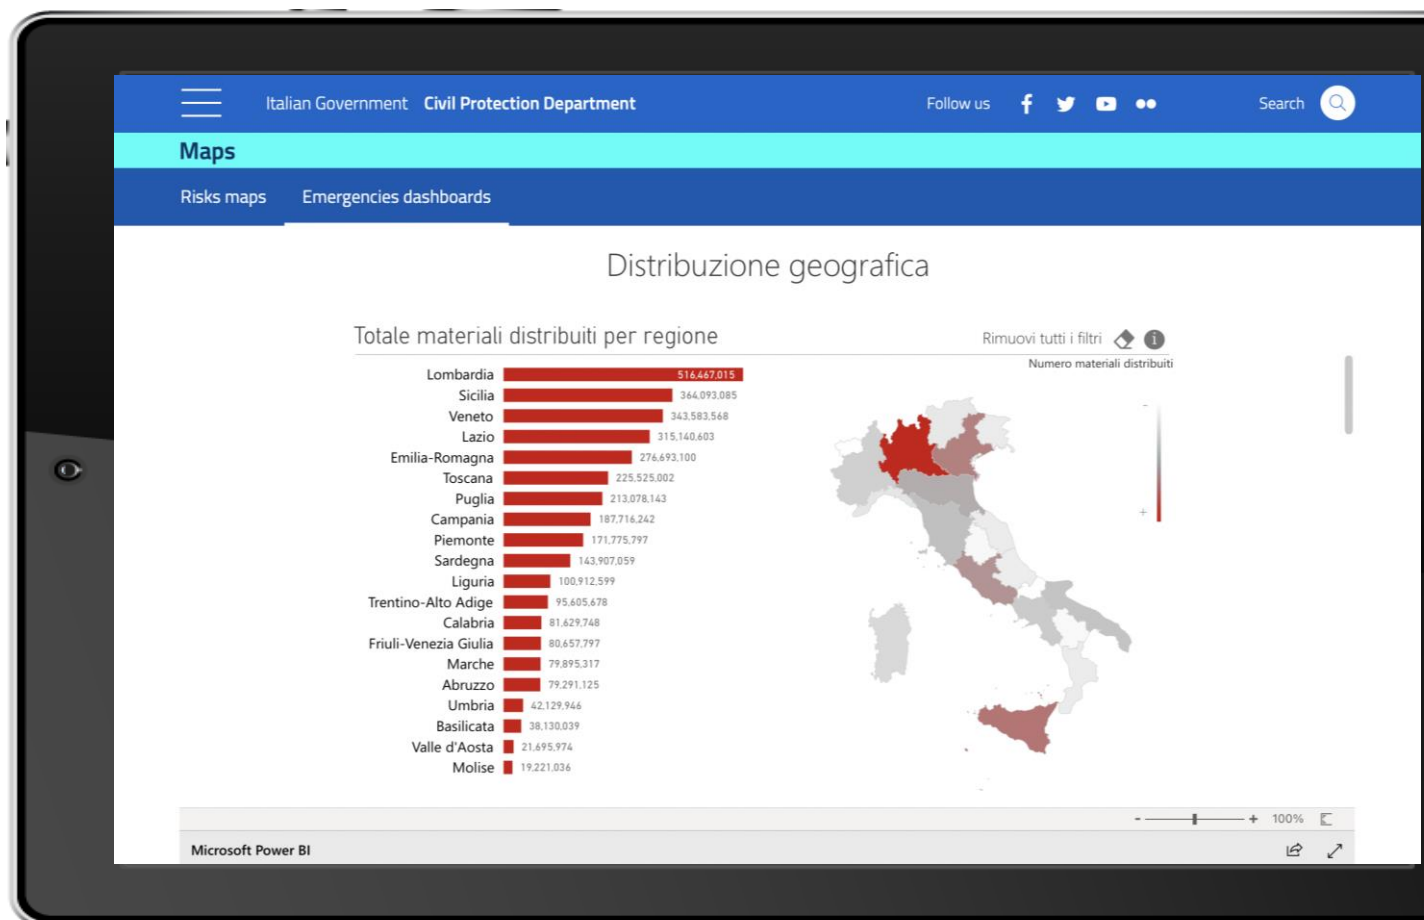 Italian Government Civil Protection Department Follow us Search
Maps
Risks maps Emergencies dashboards
Distribuzione geografica
Totale materiali distribuiti per regione
Rimuovi tutti i filtri
Numero materiali distribuiti
Lombardia 516,467,015
Sicilia 364,093,085
Veneto 343,583,568
Lazio 315,140,603
Emilia-Romagna 276,693,100
Toscana 225,525,002
Puglia 213,078,143
Campania 187,716,242
Piemonte 171,775,797
Sardegna 143,907,059
Liguria 100,912,599
Trentino-Alto Adige 95,605,678
Calabria 81,629,748
Friuli-Venezia Giulia 80,657,797
Marche 79,895,317
Abruzzo 79,291,125
Umbria 42,129,946
Basilicata 38,130,039
Valle d'Aosta 21,695,974
Molise 19,221,036
-
+
- + 100%
Microsoft Power BI